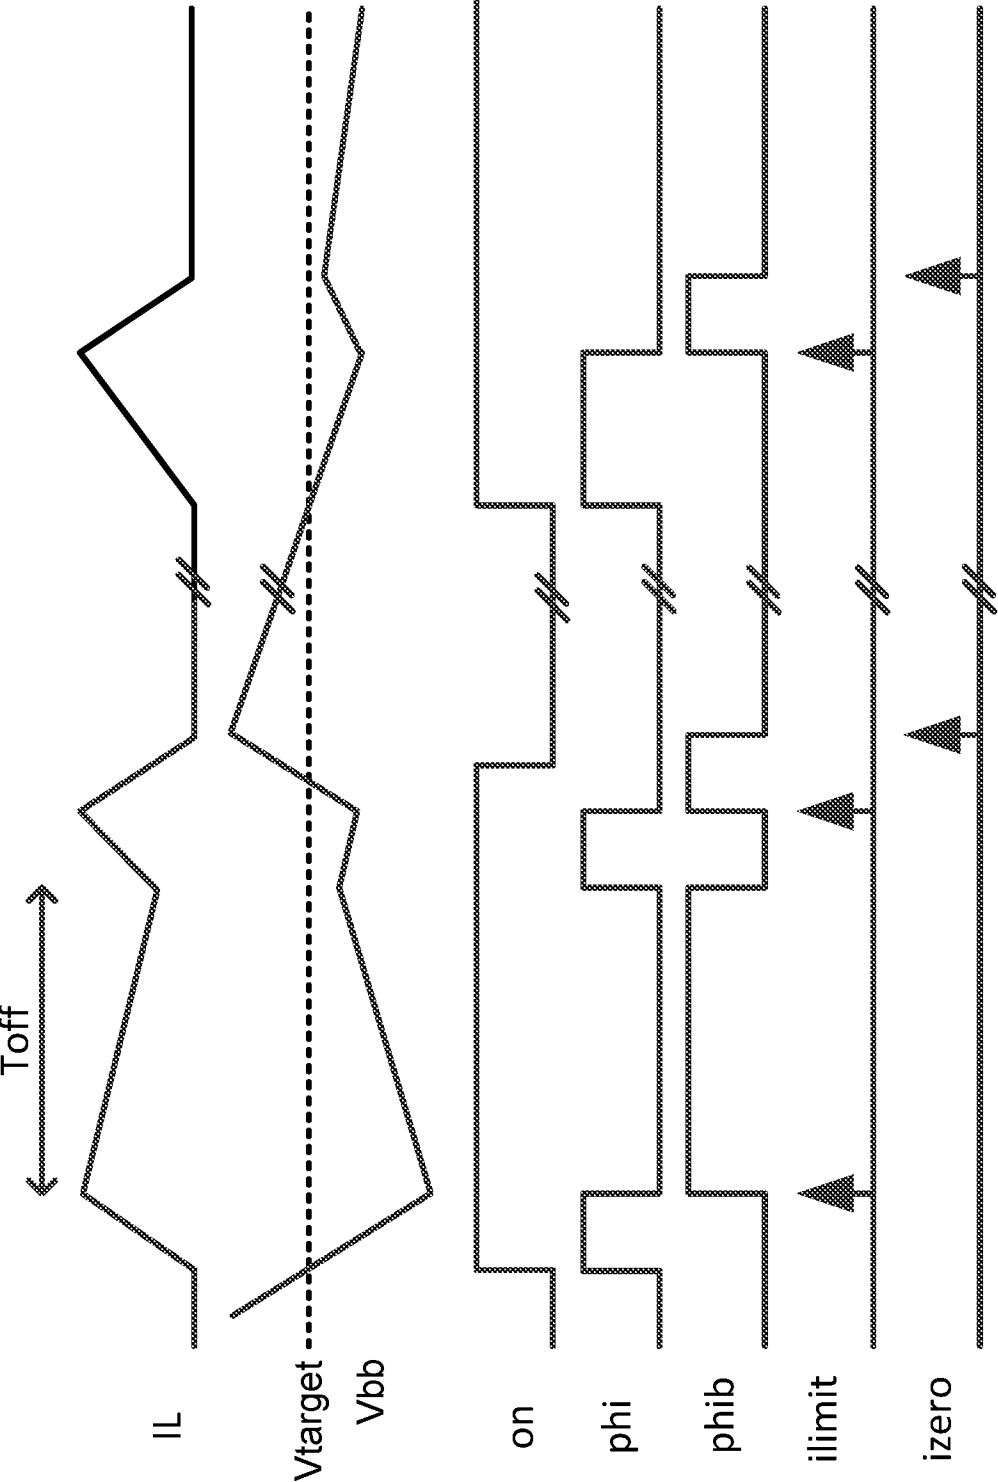 Toff
IL
Vtarget
Vbb
on
phi
phib
ilimit
izero